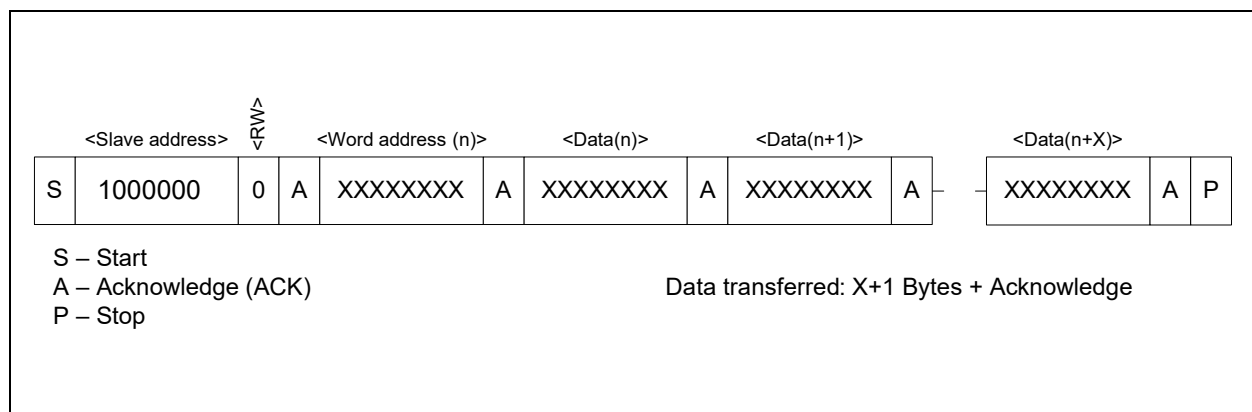 <RW>
<Slave address> <Word address (n)> <Data(n)> <Data(n+1)> <Data(n+X)>
S 1000000 0 A XXXXXXXX A XXXXXXXX A XXXXXXXX A XXXXXXXX A P
S – Start
A – Acknowledge (ACK) Data transferred: X+1 Bytes + Acknowledge
P – Stop